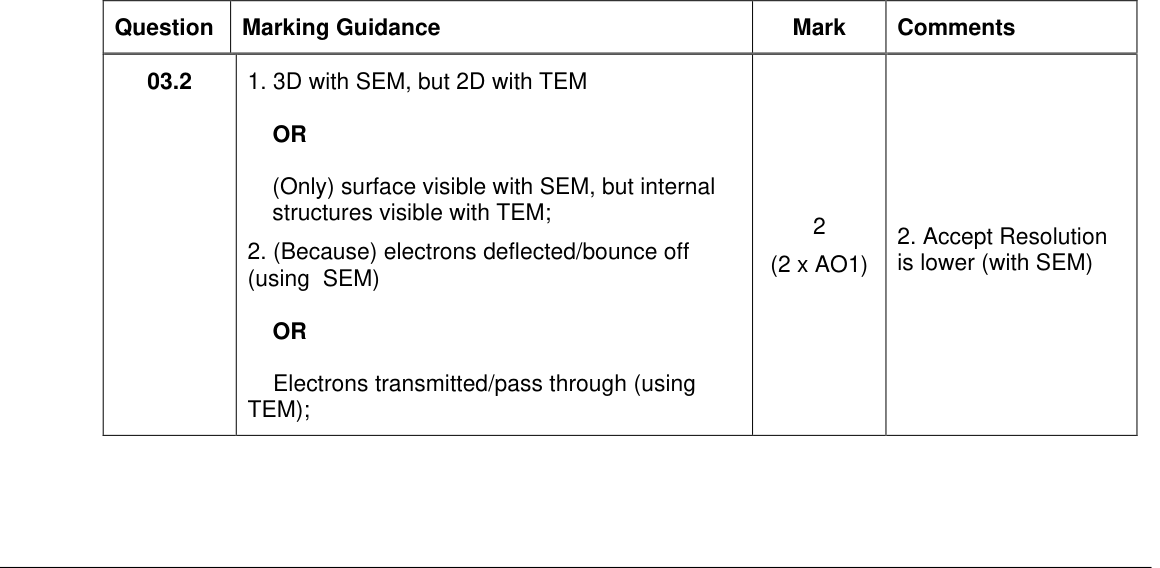 Question Marking Guidance Mark Comments
03.2
1. 3D with SEM, but 2D with TEM
OR
(Only) surface visible with SEM, but internal
structures visible with TEM;
2. (Because) electrons deflected/bounce off
(using  SEM)
OR
Electrons transmitted/pass through (using
TEM);
2
(2 x AO1)
2. Accept Resolution
is lower (with SEM)